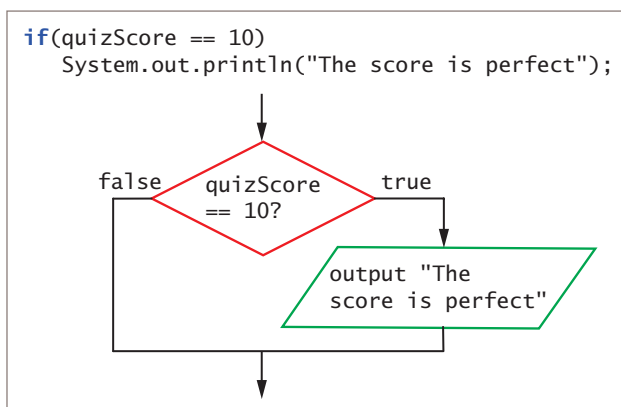 if(quizScore == 10)
System.out.println("The score is perfect");
false
quizScore
== 10?
true
output "The
score is perfect"